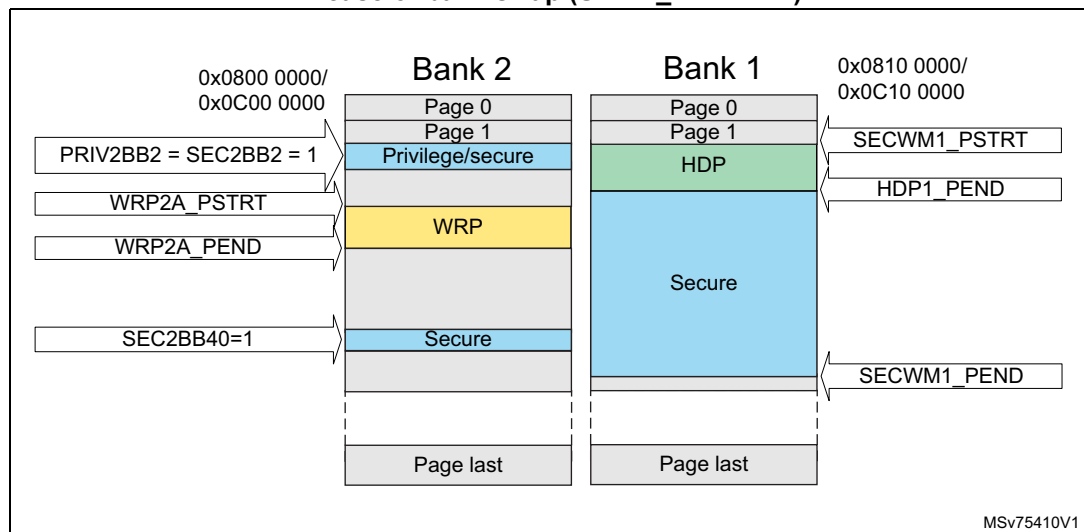 0x0800 0000/
0x0C00 0000
Bank 2
Bank 1
0x0810 0000/
0x0C10 0000
Page 0
Page 1
Privilege/secure
WRP
Secure
Page last
Page 0
Page 1
HDP
Secure
Page last
PRIV2BB2 = SEC2BB2 = 1
WRP2A_PSTRT
WRP2A_PEND
SEC2BB40=1
SECWM1_PSTRT
HDP1_PEND
SECWM1_PEND
MSv75410V1